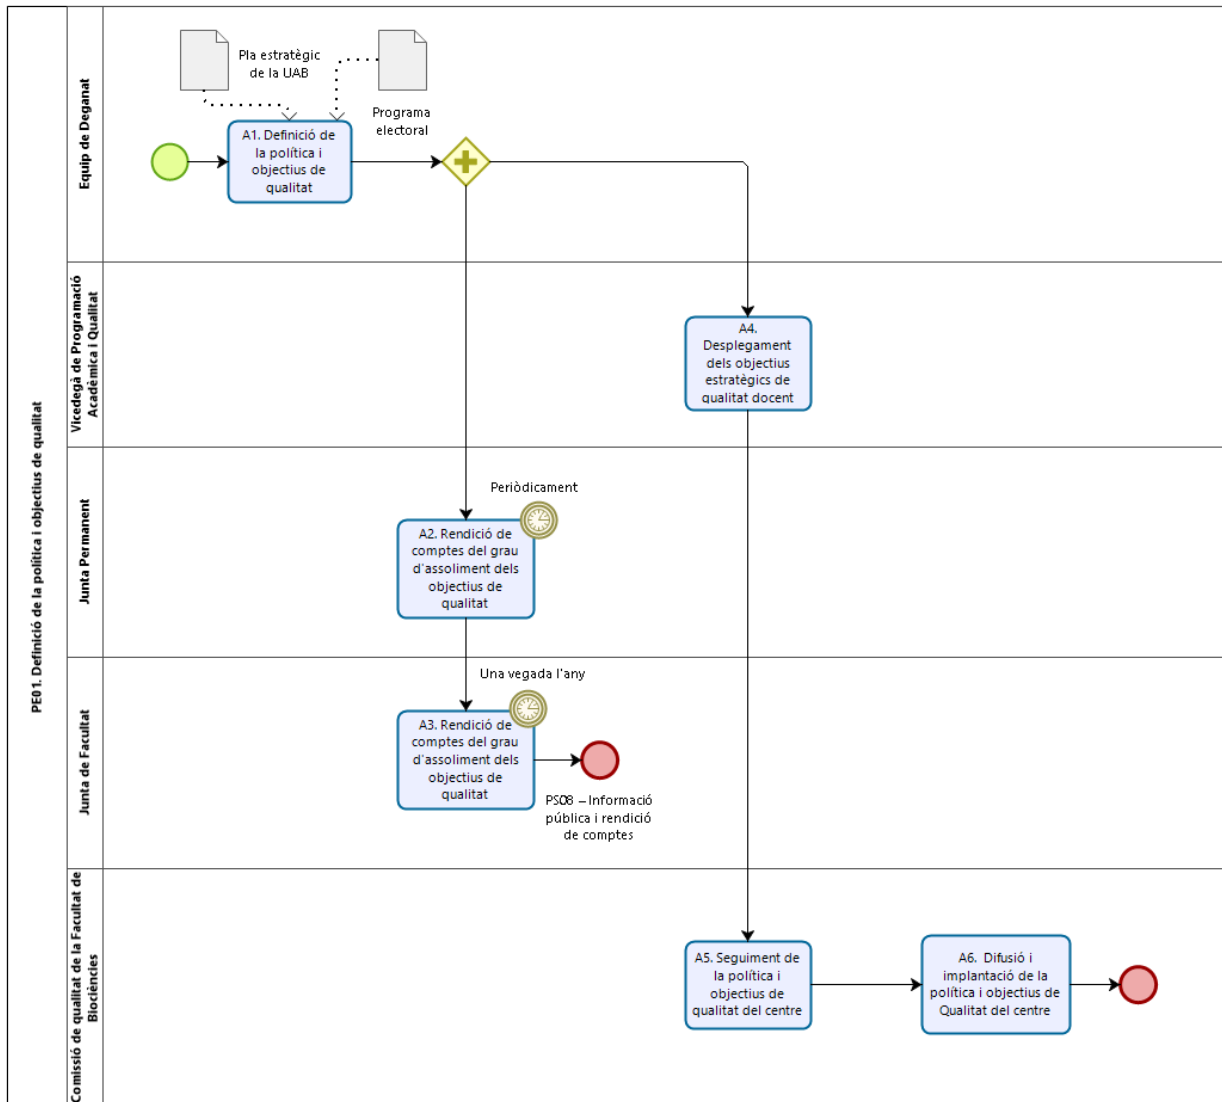 PE01. Definició de la política i objectius de qualitat
Equip de Deganat
Pla estratègic
de la UAB
Programa
electoral
A1. Definició de
la política i
objectius de
qualitat
Vicedegà de Programació
Acadèmica i Qualitat
A4.
Desplegament
dels objectius
estratègics de
qualitat docent
Junta Permanent
Periòdicament
A2. Rendició de
comptes del grau
d'assoliment dels
objectius de
qualitat
Junta de Facultat
Una vegada l'any
A3. Rendició de
comptes del grau
d'assoliment dels
objectius de
qualitat
PS08 – Informació
pública i rendició
de comptes
Comissió de qualitat de la Facultat de
Biociències
A5. Seguiment de
la política i
objectius de
qualitat del centre
A6. Difusió i
implantació de la
política i objectius de
Qualitat del centre